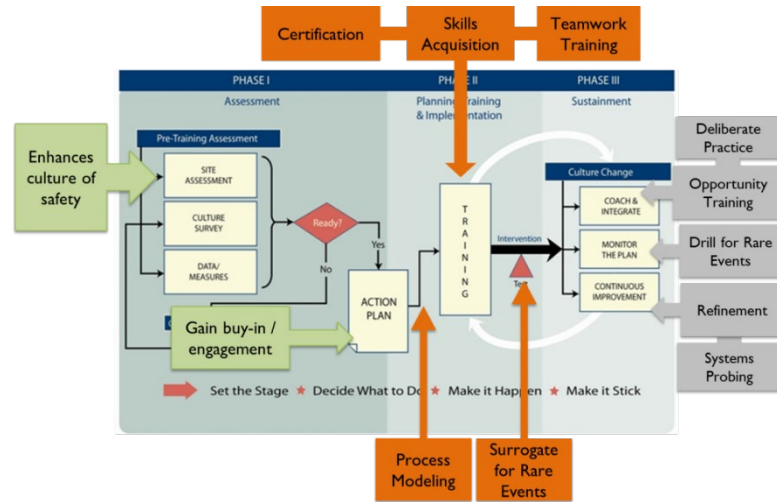 Certification
Skills
Acquisition
Teamwork
Training
PHASE I
PHASE II
PHASE III
Assessment
Planning, Training
& Implementation
Sustainment
Pre-Training Assessment
Enhances
culture of
safety
SITE
ASSESSMENT
CULTURE
SURVEY
DATA/
MEASURES
Ready?
Yes
No
ACTION
PLAN
Gain buy-in /
engagement
TRAINING
Intervention
Culture Change
COACH &
INTEGRATE
MONITOR
THE PLAN
CONTINUOUS
IMPROVEMENT
Deliberate
Practice
Opportunity
Training
Drill for Rare
Events
Refinement
Systems
Probing
Set the Stage ★ Decide What to Do ★ Make it Happen ★ Make it Stick
Process
Modeling
Surrogate
for Rare
Events